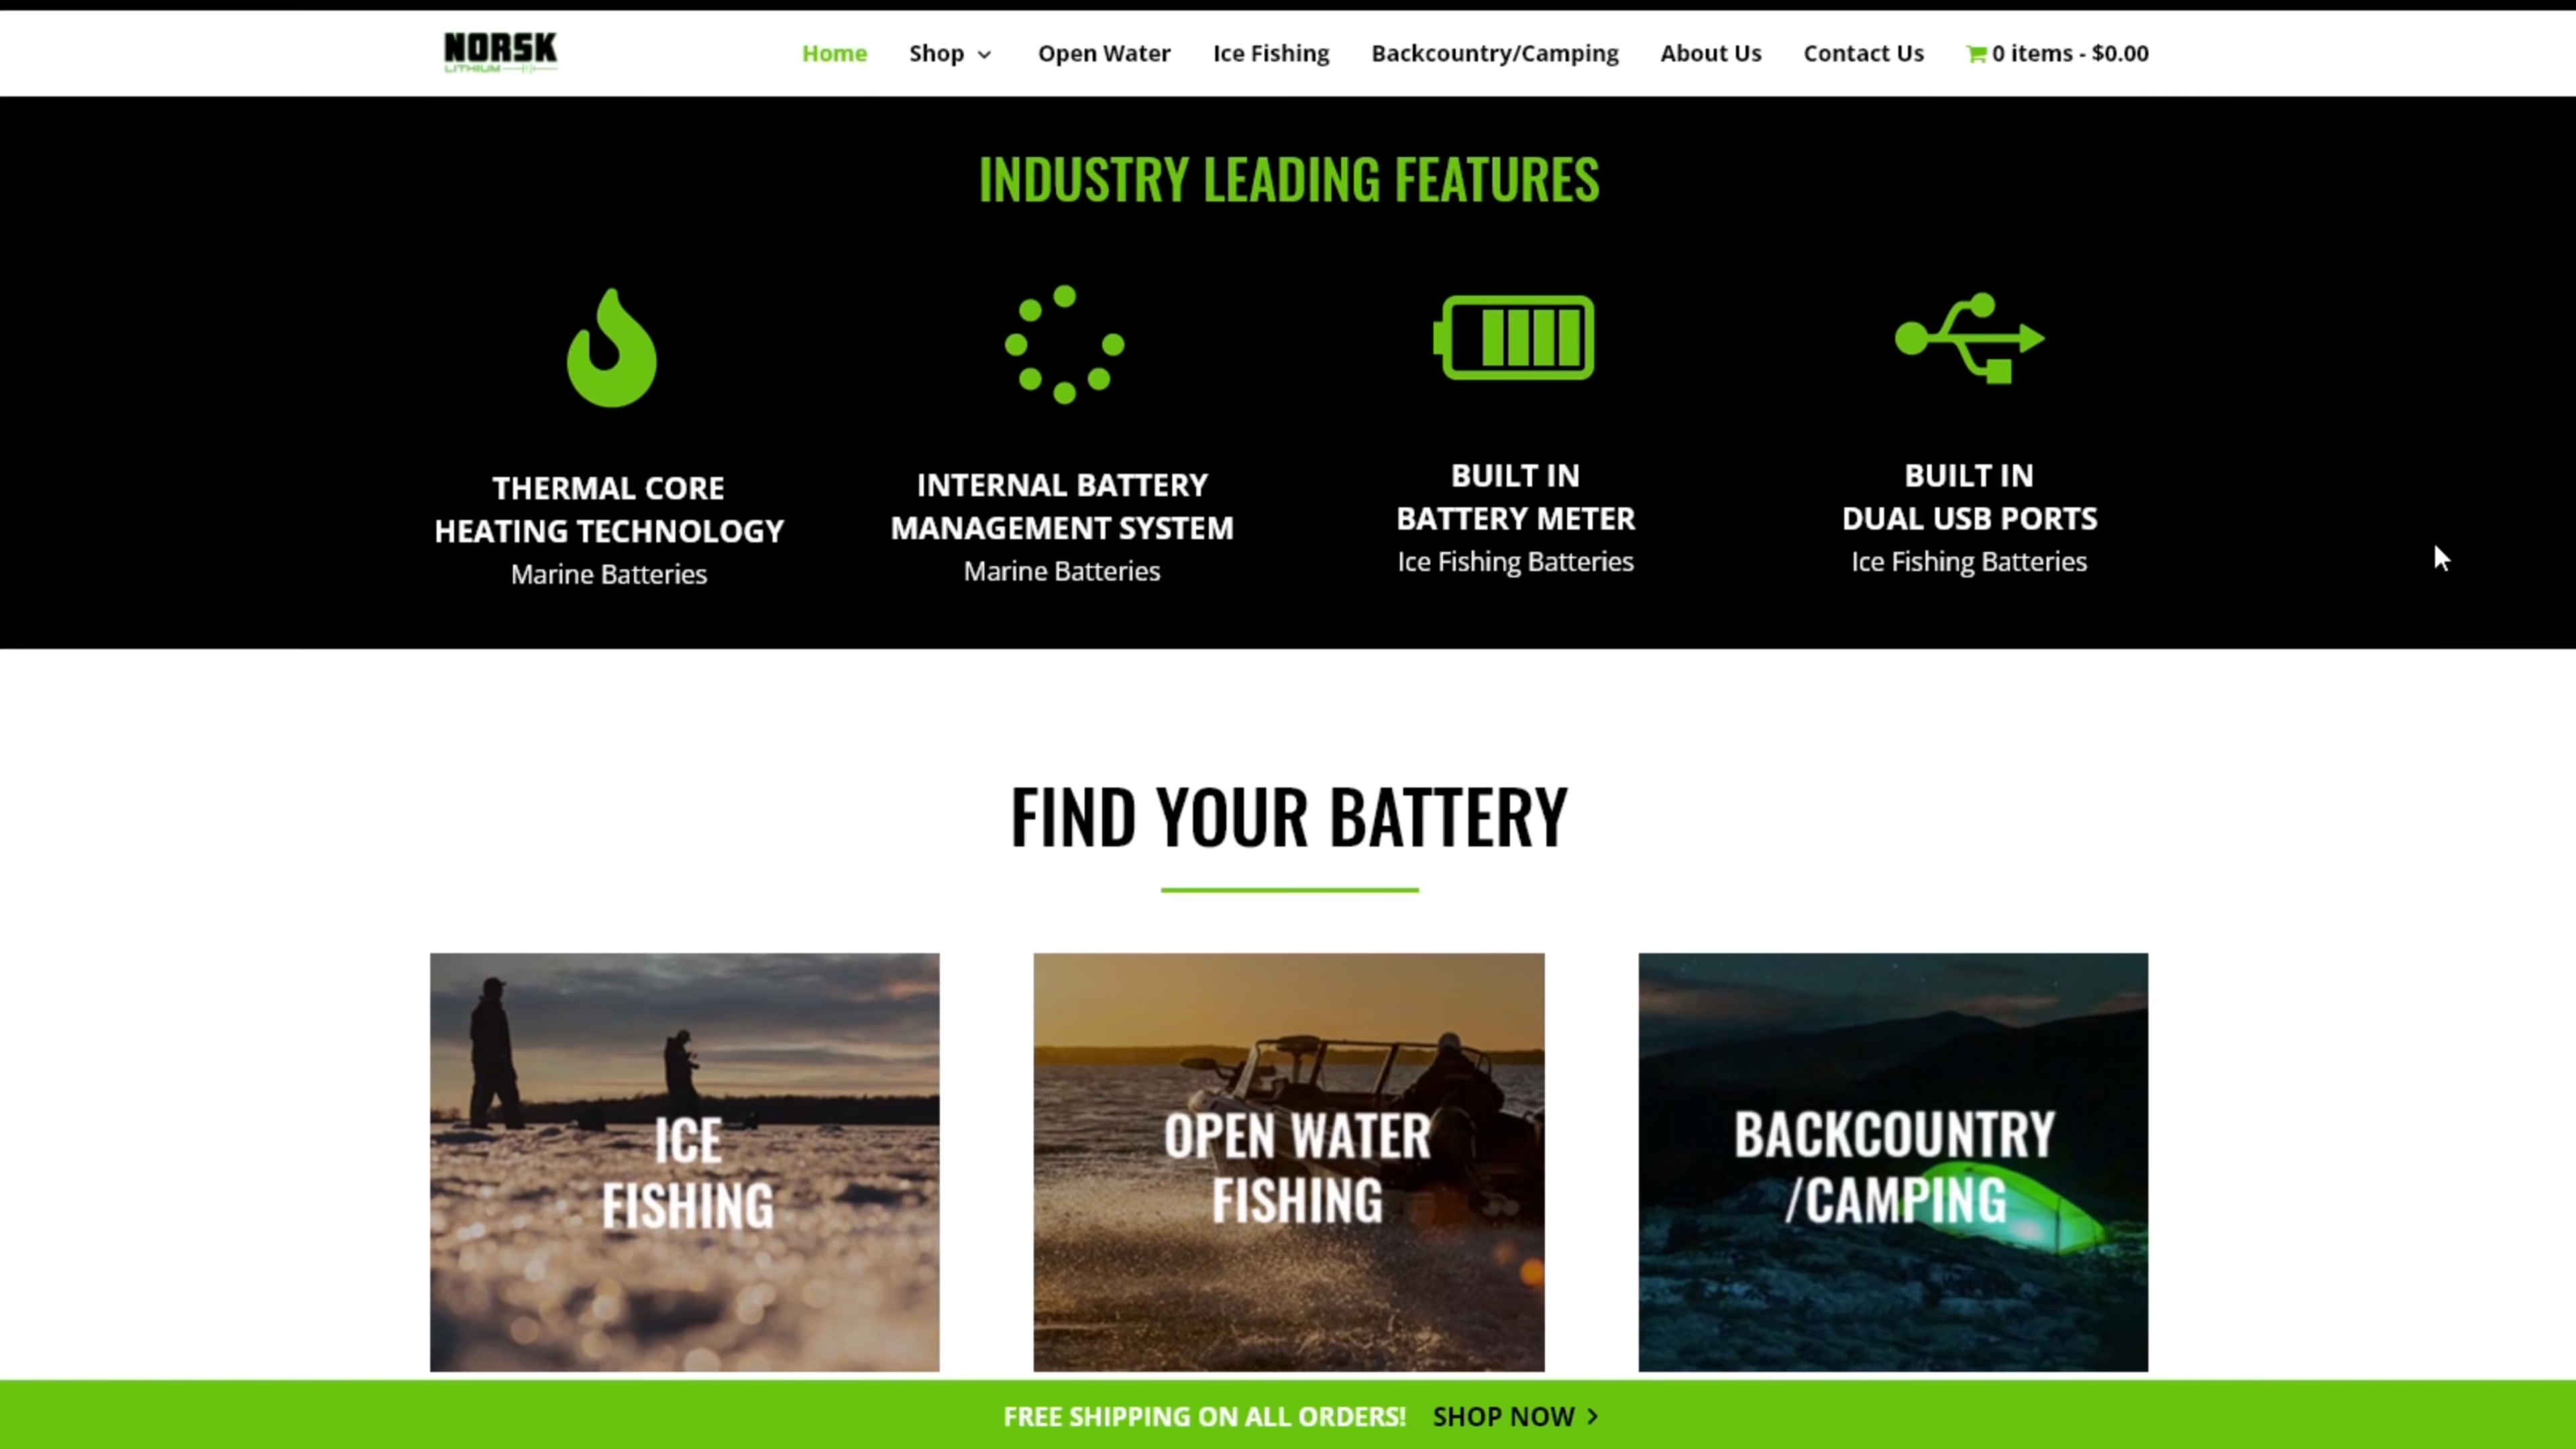 NORSK
LITHIUM
Home Shop Open Water Ice Fishing Backcountry/Camping About Us Contact Us 0 items - $0.00
INDUSTRY LEADING FEATURES
THERMAL CORE
HEATING TECHNOLOGY
Marine Batteries
INTERNAL BATTERY
MANAGEMENT SYSTEM
Marine Batteries
BUILT IN
BATTERY METER
Ice Fishing Batteries
BUILT IN
DUAL USB PORTS
Ice Fishing Batteries
FIND YOUR BATTERY
ICE
FISHING
OPEN WATER
FISHING
BACKCOUNTRY
/CAMPING
FREE SHIPPING ON ALL ORDERS! SHOP NOW >